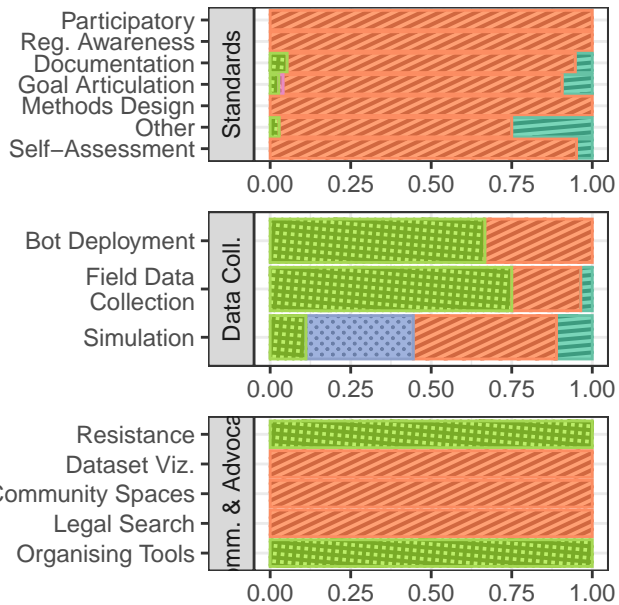 Participatory
Reg. Awareness
Documentation
Goal Articulation
Methods Design
Other
Self−Assessment
Standards
0.00 0.25 0.50 0.75 1.00
Bot Deployment
Field Data
Collection
Simulation
Data Coll.
0.00 0.25 0.50 0.75 1.00
Resistance
Dataset Viz.
Community Spaces
Legal Search
Organising Tools
omm. & Advoca
0.00 0.25 0.50 0.75 1.00